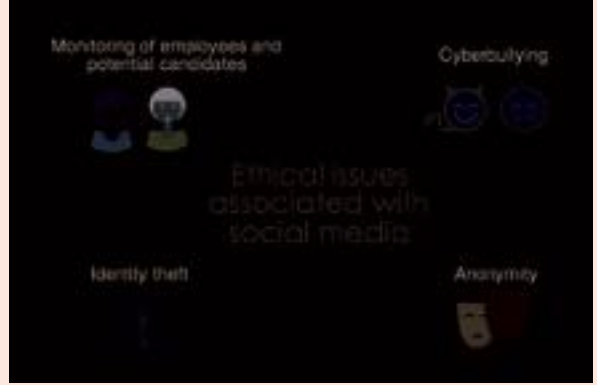 Monitoring of employees and
potential candidates
Cyberbullying
Ethical issues
associated with
social media
Identity theft
Anonymity